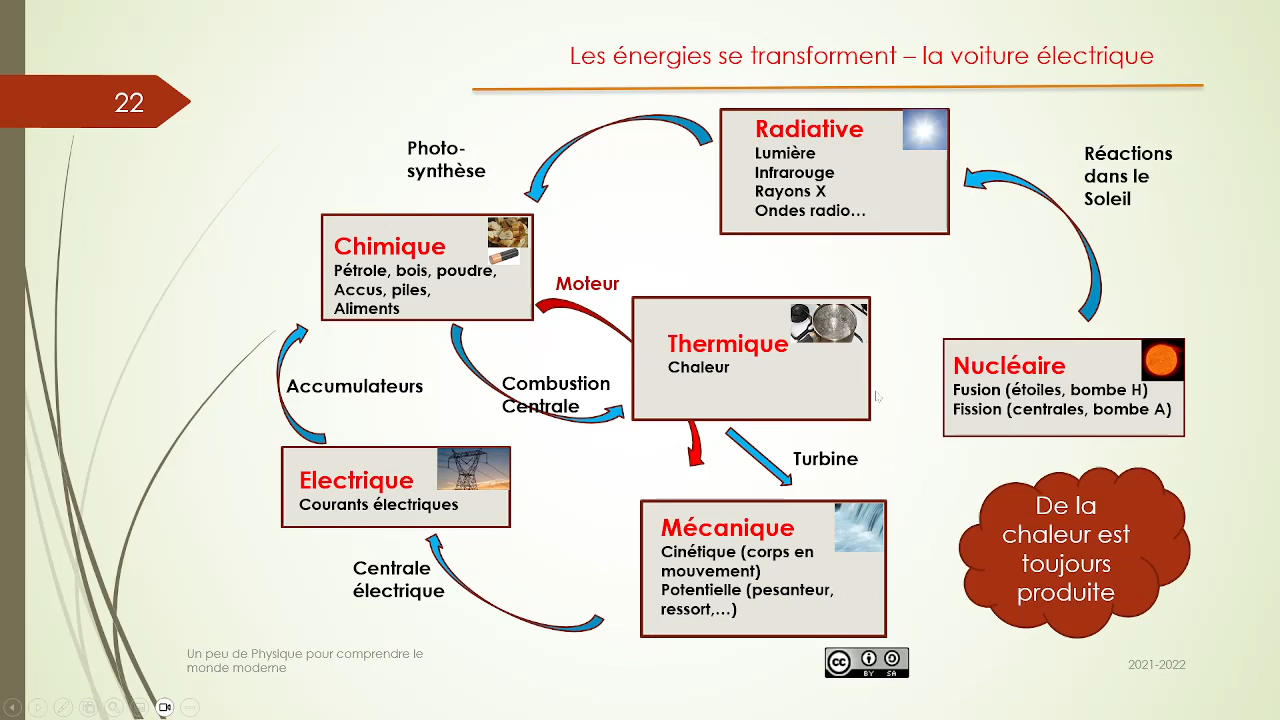 Les énergies se transforment – la voiture électrique
22
Radiative
Lumière
Infrarouge
Rayons X
Ondes radio…
Photo-
synthèse
Réactions
dans le
Soleil
Chimique
Pétrole, bois, poudre,
Accus, piles,
Aliments
Moteur
Thermique
Chaleur
Nucléaire
Fusion (étoiles, bombe H)
Fission (centrales, bombe A)
Accumulateurs
Combustion
Centrale
Turbine
Electrique
Courants électriques
Mécanique
Cinétique (corps en
mouvement)
Potentielle (pesanteur,
ressort,…)
De la
chaleur est
toujours
produite
Centrale
électrique
Un peu de Physique pour comprendre le
monde moderne
cc
BY SA
2021-2022